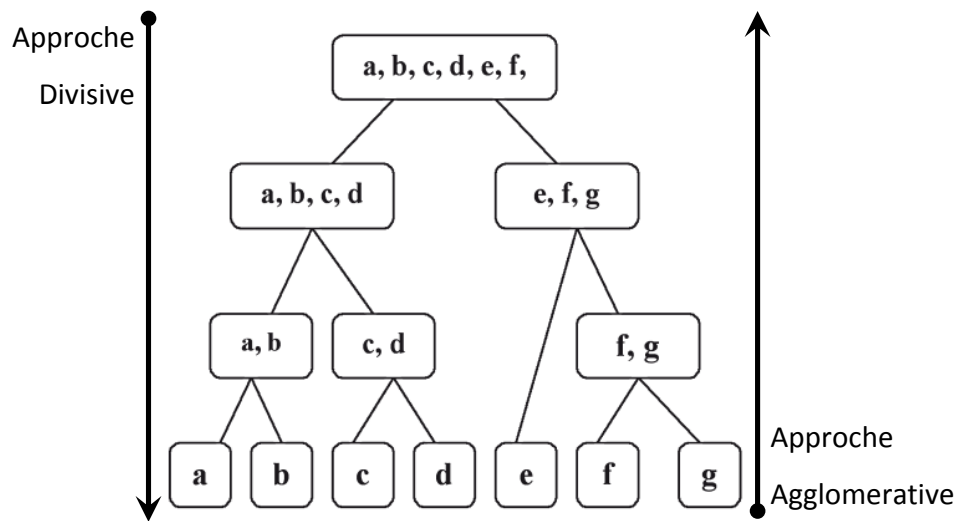 Approche
Divisive
a, b, c, d, e, f,
a, b, c, d
e, f, g
a, b
c, d
f, g
a
b
c
d
e
f
g
Approche
Agglomerative